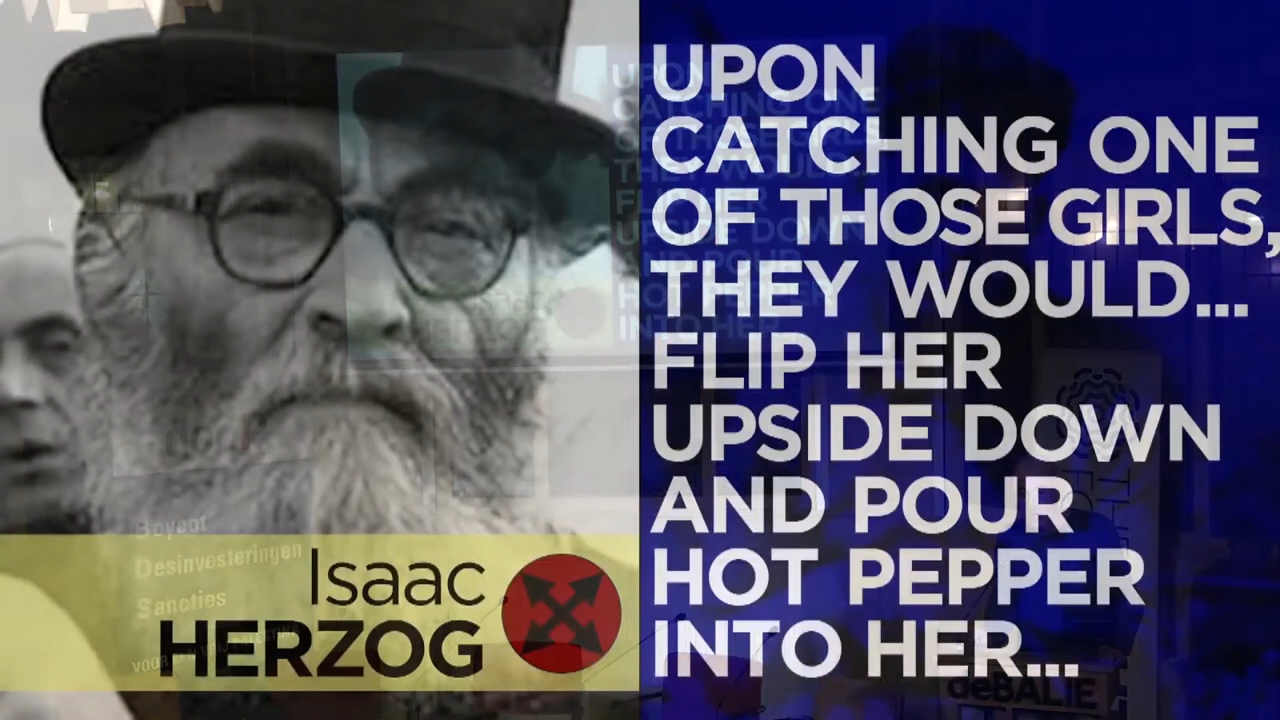 UPON
CATCHING ONE
OF THOSE GIRLS,
THEY WOULD...
FLIP HER
UPSIDE DOWN
AND POUR
HOT PEPPER
INTO HER...
Isaac
HERZOG
Boycot
Desinvesteringen
Sancties
deBALIE